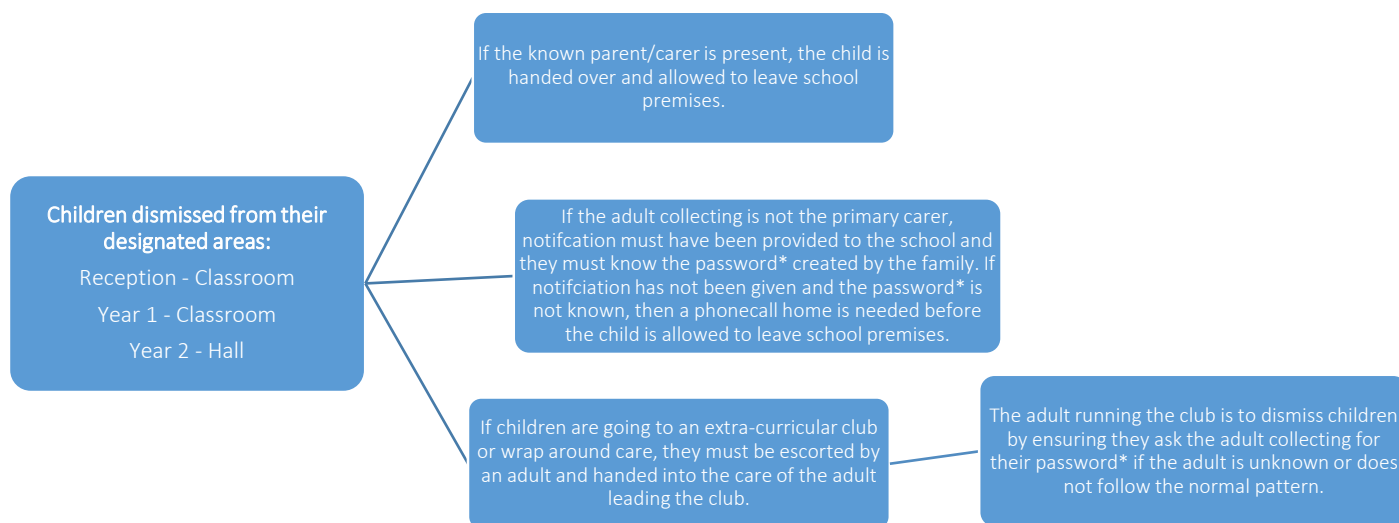 If the known parent/carer is present, the child is
handed over and allowed to leave school
premises.
Children dismissed from their
designated areas:
Reception - Classroom
Year 1 - Classroom
Year 2 - Hall
If the adult collecting is not the primary carer,
notifcation must have been provided to the school and
they must know the password* created by the family. If
notifciation has not been given and the password* is
not known, then a phonecall home is needed before
the child is allowed to leave school premises.
If children are going to an extra-curricular club
or wrap around care, they must be escorted by
an adult and handed into the care of the adult
leading the club.
The adult running the club is to dismiss children
by ensuring they ask the adult collecting for
their password* if the adult is unknown or does
not follow the normal pattern.